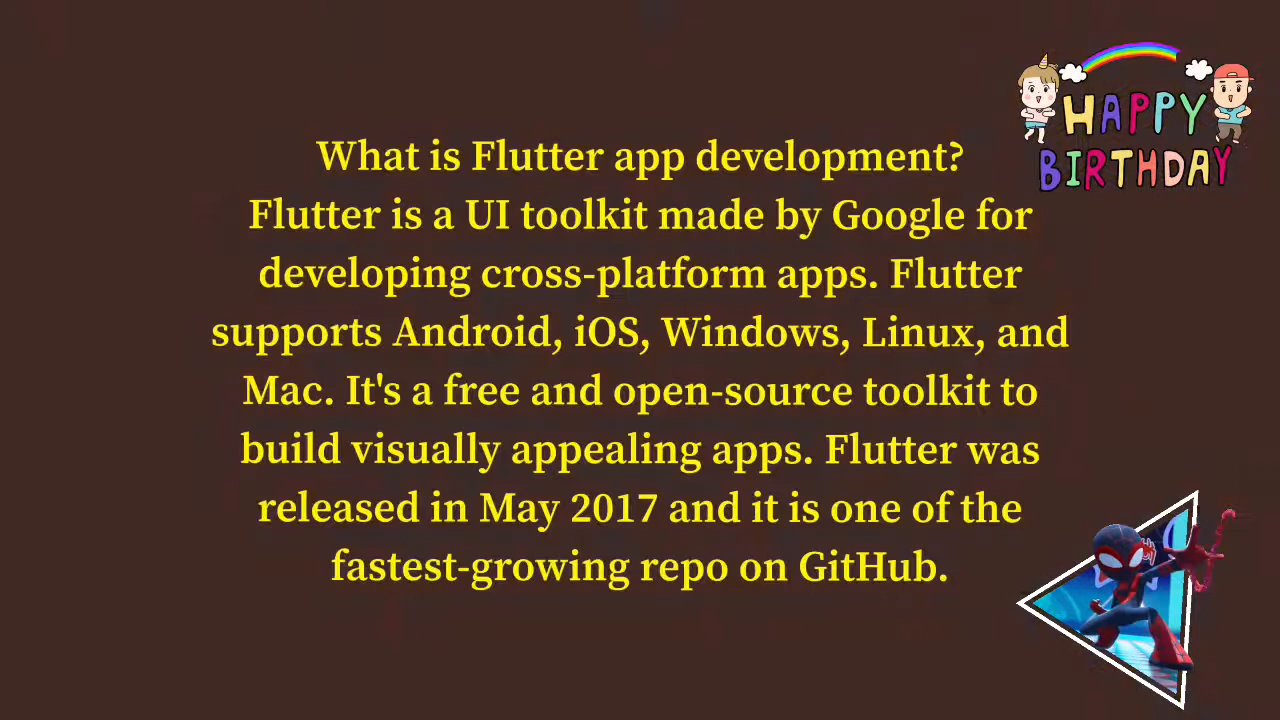 What is Flutter app development?
Flutter is a UI toolkit made by Google for
developing cross-platform apps. Flutter
supports Android, iOS, Windows, Linux, and
Mac. It's a free and open-source toolkit to
build visually appealing apps. Flutter was
released in May 2017 and it is one of the
fastest-growing repo on GitHub.
HAPPY
BIRTHDAY